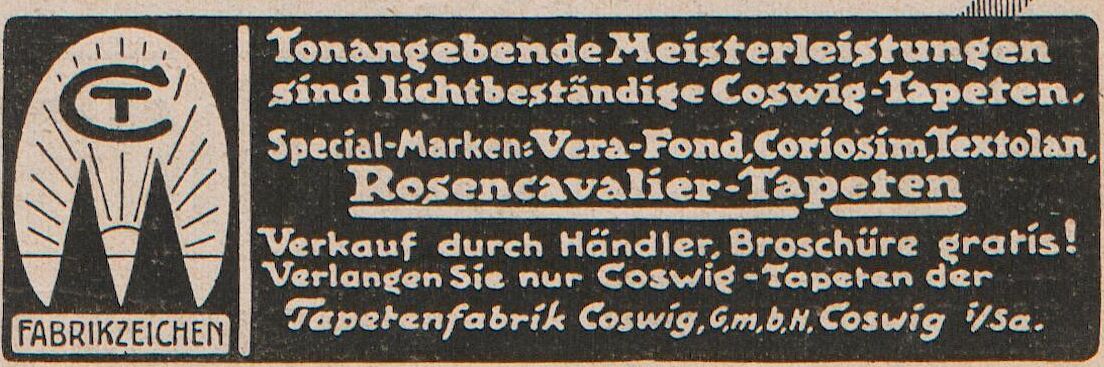 CT
FABRIKZEICHEN
Tonangebende Meisterleistungen
sind lichtbeständige Coswig-Tapeten.
Special-Marken: Vera-Fond, Coriosim, Textolan,
Rosencavalier-Tapeten
Verkauf durch Händler, Broschüre gratis!
Verlangen Sie nur Coswig-Tapeten der
Tapetenfabrik Coswig, G.m.b.H. Coswig i/Sa.